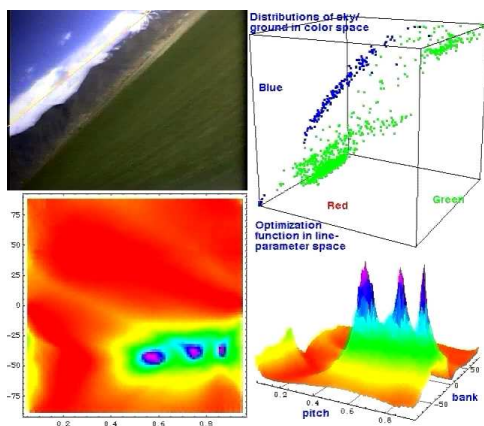 Distributions of sky/
ground in color space
Blue
Red
Green
Optimization
function in line-
parameter space
75
50
25
0
-25
-50
-75
0.2 0.4 0.6 0.8
50
0
-50
bank
0.2
0.4
0.6
0.8
pitch